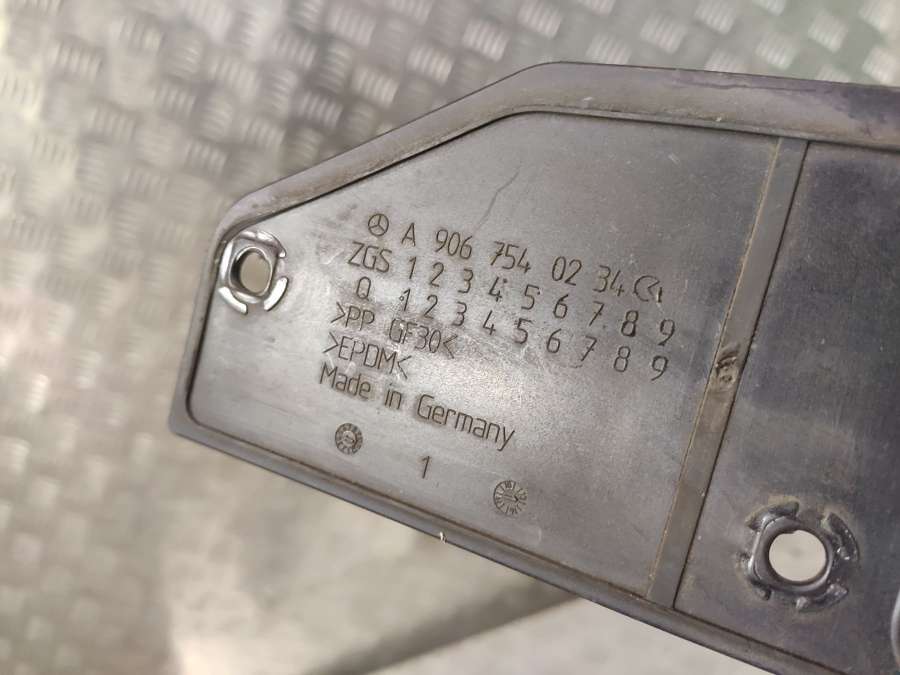 A 906 754 02 34
ZGS 1 2 3 4 5 6 7 8 9
Q 1 2 3 4 5 6 7 8 9
>PP GF30<
>EPDM<
Made in Germany
1